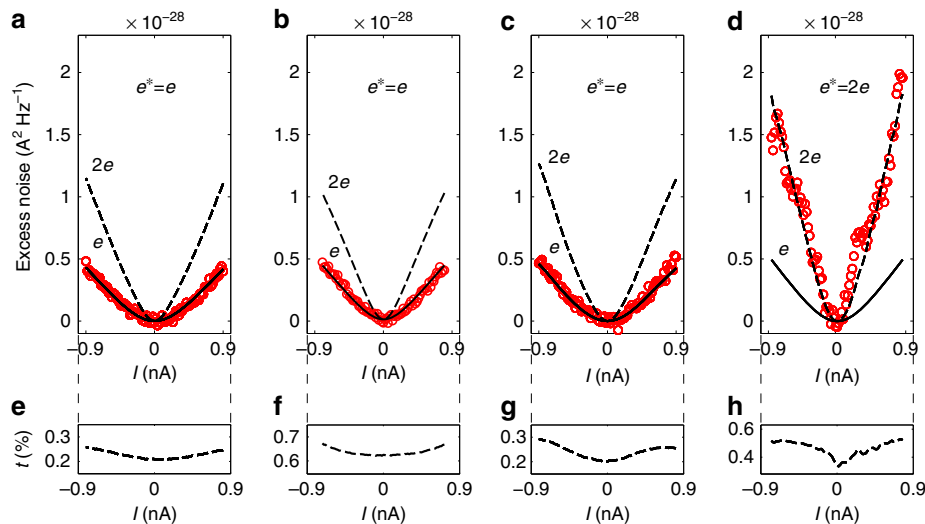 a b c d
× 10−28 × 10−28 × 10−28 × 10−28
Excess noise (A2 Hz−1)
2 2 2 2
e*=e e*=e e*=e e*=2e
1.5 1.5 1.5 1.5
2e 2e 2e 2e
1 1 1 1
0.5 0.5 0.5 0.5
e e e e
0 0 0 0
−0.9 0 0.9 −0.9 0 0.9 −0.9 0 0.9 −0.9 0 0.9
I (nA) I (nA) I (nA) I (nA)
e f g h
t (%)
0.3 0.7 0.3 0.6
0.2 0.6 0.2 0.4
−0.9 0 0.9 −0.9 0 0.9 −0.9 0 0.9 −0.9 0 0.9
I (nA) I (nA) I (nA) I (nA)